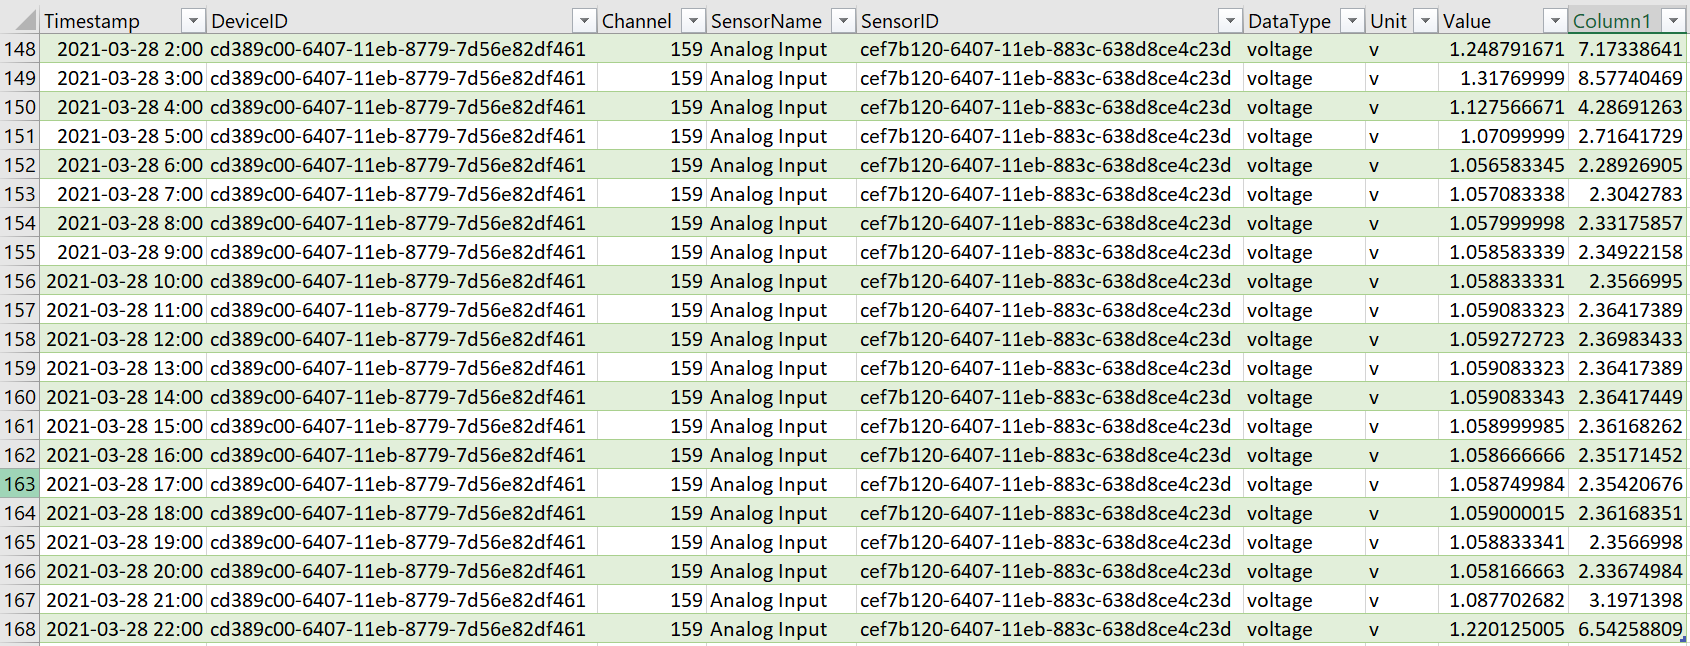 Timestamp DeviceID Channel SensorName SensorID DataType Unit Value Column1
148 2021-03-28 2:00 cd389c00-6407-11eb-8779-7d56e82df461 159 Analog Input cef7b120-6407-11eb-883c-638d8ce4c23d voltage v 1.248791671 7.17338641
149 2021-03-28 3:00 cd389c00-6407-11eb-8779-7d56e82df461 159 Analog Input cef7b120-6407-11eb-883c-638d8ce4c23d voltage v 1.31769999 8.57740469
150 2021-03-28 4:00 cd389c00-6407-11eb-8779-7d56e82df461 159 Analog Input cef7b120-6407-11eb-883c-638d8ce4c23d voltage v 1.127566671 4.28691263
151 2021-03-28 5:00 cd389c00-6407-11eb-8779-7d56e82df461 159 Analog Input cef7b120-6407-11eb-883c-638d8ce4c23d voltage v 1.07099999 2.71641729
152 2021-03-28 6:00 cd389c00-6407-11eb-8779-7d56e82df461 159 Analog Input cef7b120-6407-11eb-883c-638d8ce4c23d voltage v 1.056583345 2.28926905
153 2021-03-28 7:00 cd389c00-6407-11eb-8779-7d56e82df461 159 Analog Input cef7b120-6407-11eb-883c-638d8ce4c23d voltage v 1.057083338 2.3042783
154 2021-03-28 8:00 cd389c00-6407-11eb-8779-7d56e82df461 159 Analog Input cef7b120-6407-11eb-883c-638d8ce4c23d voltage v 1.057999998 2.33175857
155 2021-03-28 9:00 cd389c00-6407-11eb-8779-7d56e82df461 159 Analog Input cef7b120-6407-11eb-883c-638d8ce4c23d voltage v 1.058583339 2.34922158
156 2021-03-28 10:00 cd389c00-6407-11eb-8779-7d56e82df461 159 Analog Input cef7b120-6407-11eb-883c-638d8ce4c23d voltage v 1.058833331 2.3566995
157 2021-03-28 11:00 cd389c00-6407-11eb-8779-7d56e82df461 159 Analog Input cef7b120-6407-11eb-883c-638d8ce4c23d voltage v 1.059083323 2.36417389
158 2021-03-28 12:00 cd389c00-6407-11eb-8779-7d56e82df461 159 Analog Input cef7b120-6407-11eb-883c-638d8ce4c23d voltage v 1.059272723 2.36983433
159 2021-03-28 13:00 cd389c00-6407-11eb-8779-7d56e82df461 159 Analog Input cef7b120-6407-11eb-883c-638d8ce4c23d voltage v 1.059083323 2.36417389
160 2021-03-28 14:00 cd389c00-6407-11eb-8779-7d56e82df461 159 Analog Input cef7b120-6407-11eb-883c-638d8ce4c23d voltage v 1.059083343 2.36417449
161 2021-03-28 15:00 cd389c00-6407-11eb-8779-7d56e82df461 159 Analog Input cef7b120-6407-11eb-883c-638d8ce4c23d voltage v 1.058999985 2.36168262
162 2021-03-28 16:00 cd389c00-6407-11eb-8779-7d56e82df461 159 Analog Input cef7b120-6407-11eb-883c-638d8ce4c23d voltage v 1.058666666 2.35171452
163 2021-03-28 17:00 cd389c00-6407-11eb-8779-7d56e82df461 159 Analog Input cef7b120-6407-11eb-883c-638d8ce4c23d voltage v 1.058749984 2.35420676
164 2021-03-28 18:00 cd389c00-6407-11eb-8779-7d56e82df461 159 Analog Input cef7b120-6407-11eb-883c-638d8ce4c23d voltage v 1.059000015 2.36168351
165 2021-03-28 19:00 cd389c00-6407-11eb-8779-7d56e82df461 159 Analog Input cef7b120-6407-11eb-883c-638d8ce4c23d voltage v 1.058833341 2.3566998
166 2021-03-28 20:00 cd389c00-6407-11eb-8779-7d56e82df461 159 Analog Input cef7b120-6407-11eb-883c-638d8ce4c23d voltage v 1.058166663 2.33674984
167 2021-03-28 21:00 cd389c00-6407-11eb-8779-7d56e82df461 159 Analog Input cef7b120-6407-11eb-883c-638d8ce4c23d voltage v 1.087702682 3.1971398
168 2021-03-28 22:00 cd389c00-6407-11eb-8779-7d56e82df461 159 Analog Input cef7b120-6407-11eb-883c-638d8ce4c23d voltage v 1.220125005 6.54258809